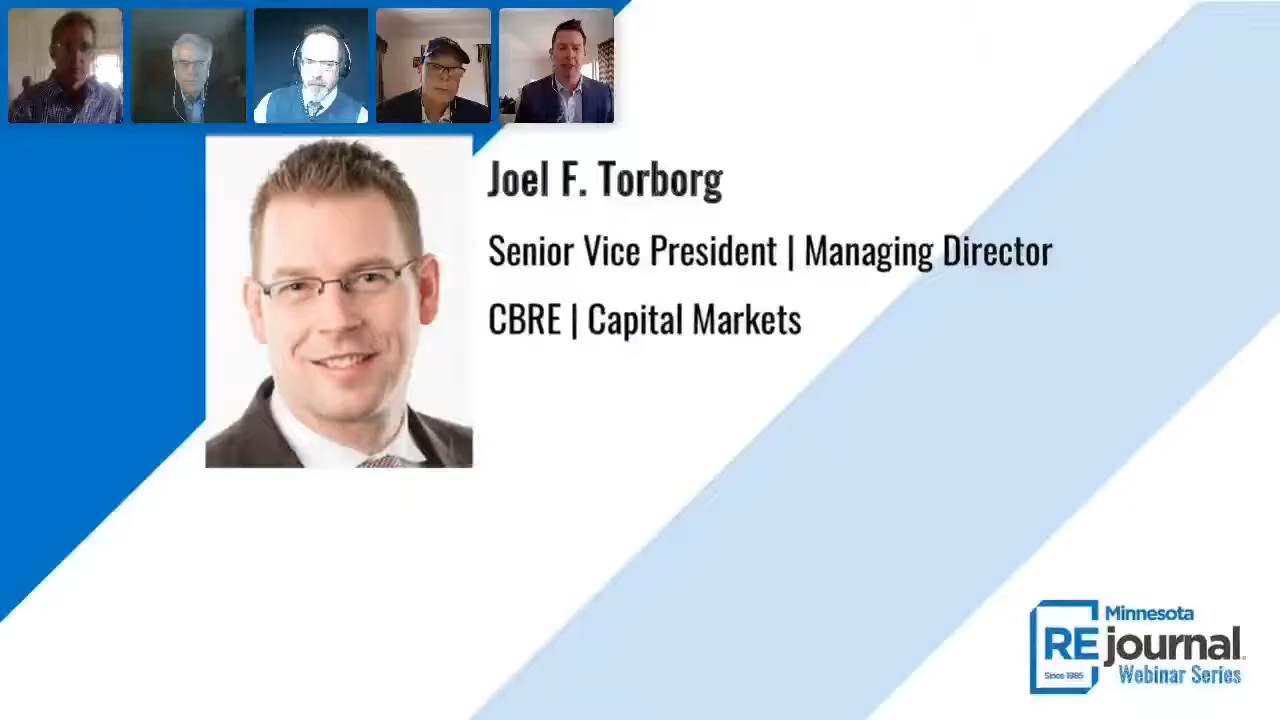 Joel F. Torborg
Senior Vice President | Managing Director
CBRE | Capital Markets
Minnesota
RE journal
Since 1985
Webinar Series